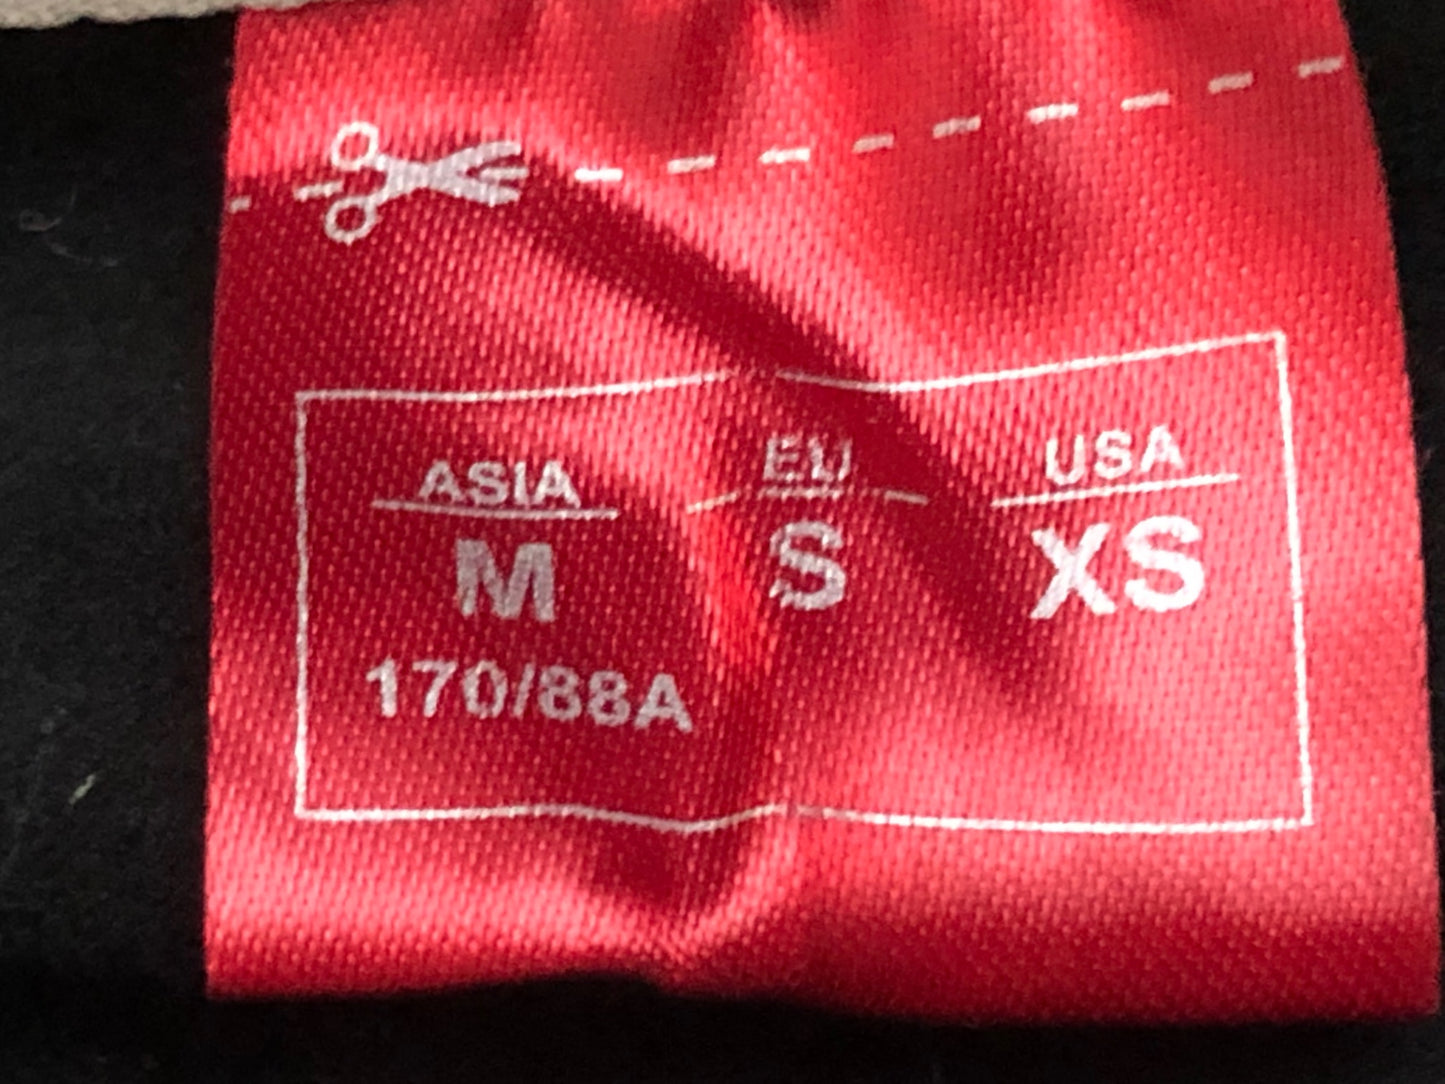 ASIA EU USA
M S XS
170/88A